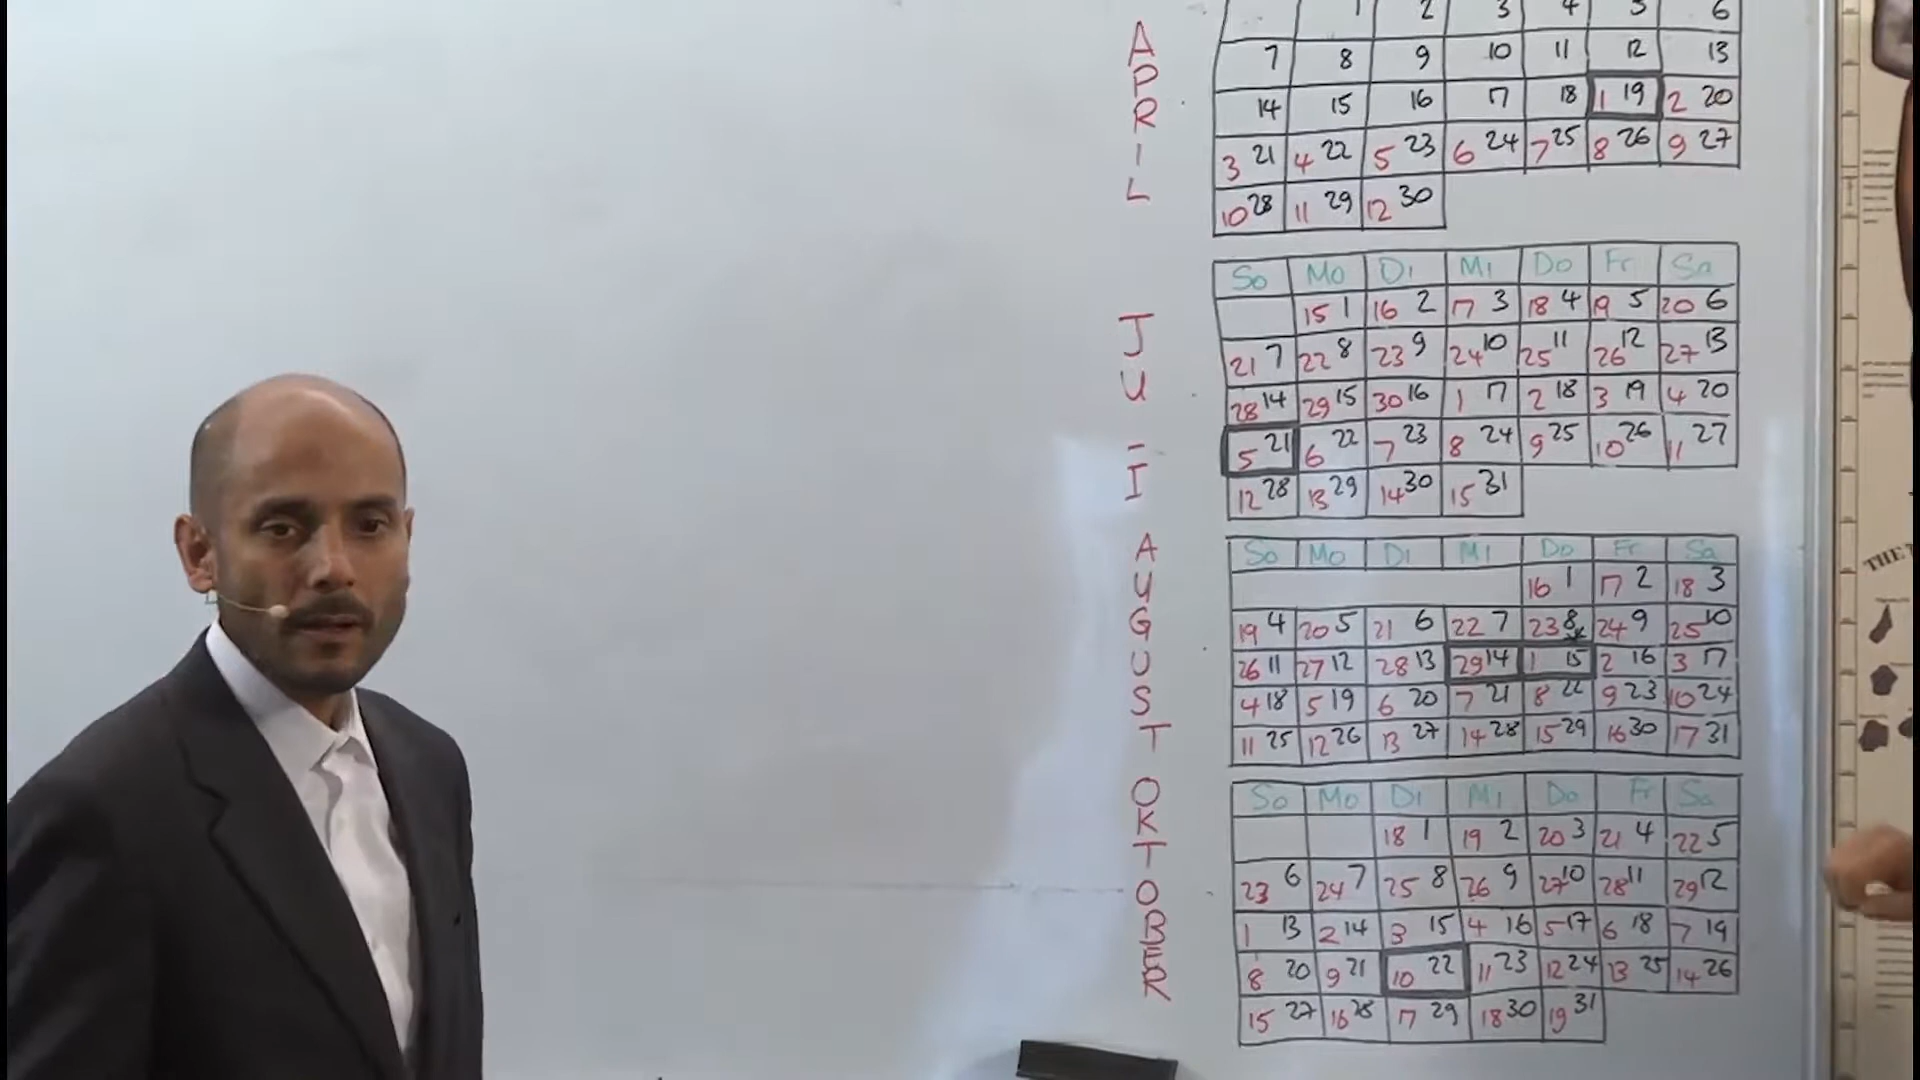 APRIL
1 2 3 4 5 6
7 8 9 10 11 12 13
14 15 16 17 18 1 19 2 20
3 21 4 22 5 23 6 24 7 25 8 26 9 27
10 28 11 29 12 30
JULI
So Mo Di Mi Do Fr Sa
15 1 16 2 17 3 18 4 19 5 20 6
21 7 22 8 23 9 24 10 25 11 26 12 27 13
28 14 29 15 30 16 1 17 2 18 3 19 4 20
5 21 6 22 7 23 8 24 9 25 10 26 11 27
12 28 13 29 14 30 15 31
AUGUST
So Mo Di Mi Do Fr Sa
16 1 17 2 18 3
19 4 20 5 21 6 22 7 23 8 24 9 25 10
26 11 27 12 28 13 29 14 1 15 2 16 3 17
4 18 5 19 6 20 7 21 8 22 9 23 10 24
11 25 12 26 13 27 14 28 15 29 16 30 17 31
OKTOBER
So Mo Di Mi Do Fr Sa
18 1 19 2 20 3 21 4 22 5
23 6 24 7 25 8 26 9 27 10 28 11 29 12
1 13 2 14 3 15 4 16 5 17 6 18 7 19
8 20 9 21 10 22 11 23 12 24 13 25 14 26
15 27 16 28 17 29 18 30 19 31
THE